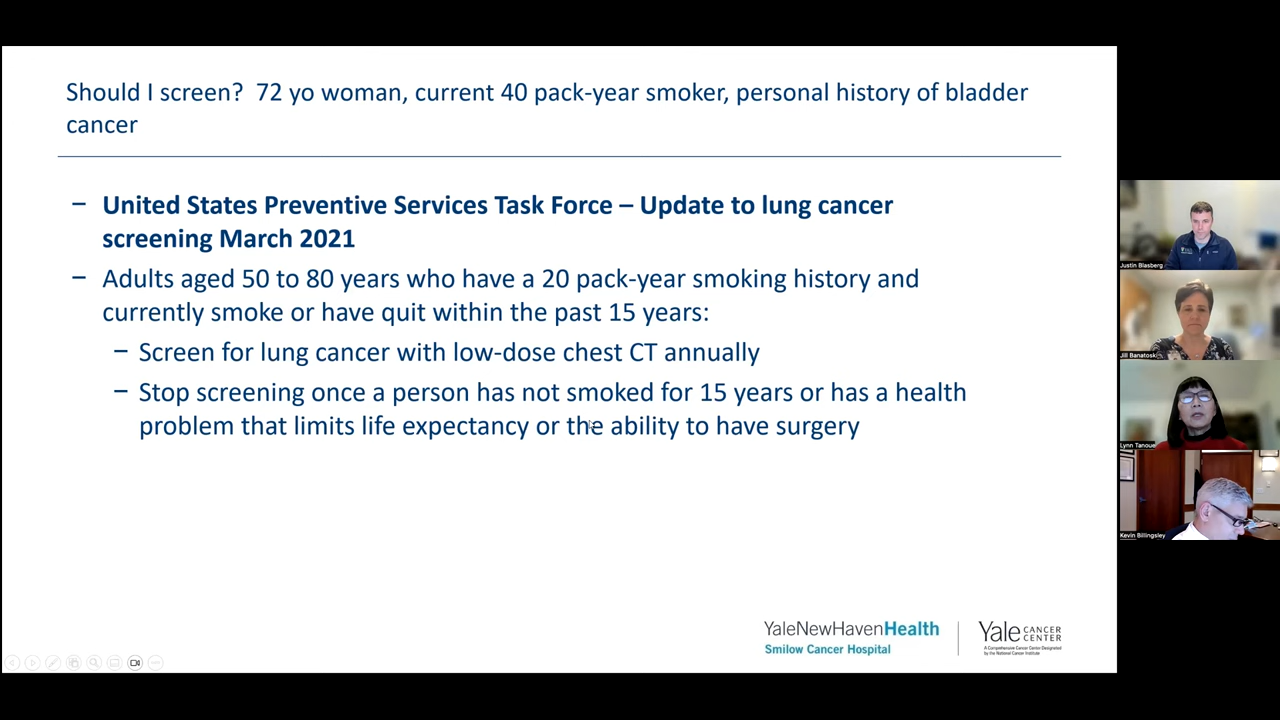 Should I screen? 72 yo woman, current 40 pack-year smoker, personal history of bladder
cancer
– United States Preventive Services Task Force – Update to lung cancer
screening March 2021
– Adults aged 50 to 80 years who have a 20 pack-year smoking history and
currently smoke or have quit within the past 15 years:
– Screen for lung cancer with low-dose chest CT annually
– Stop screening once a person has not smoked for 15 years or has a health
problem that limits life expectancy or the ability to have surgery
YaleNewHavenHealth
Smilow Cancer Hospital
Yale CANCER
CENTER
A Comprehensive Cancer Center Designated
by the National Cancer Institute
Justin Blasberg
Jill Banatosk
Lynn Tanoue
Kevin Billingsley